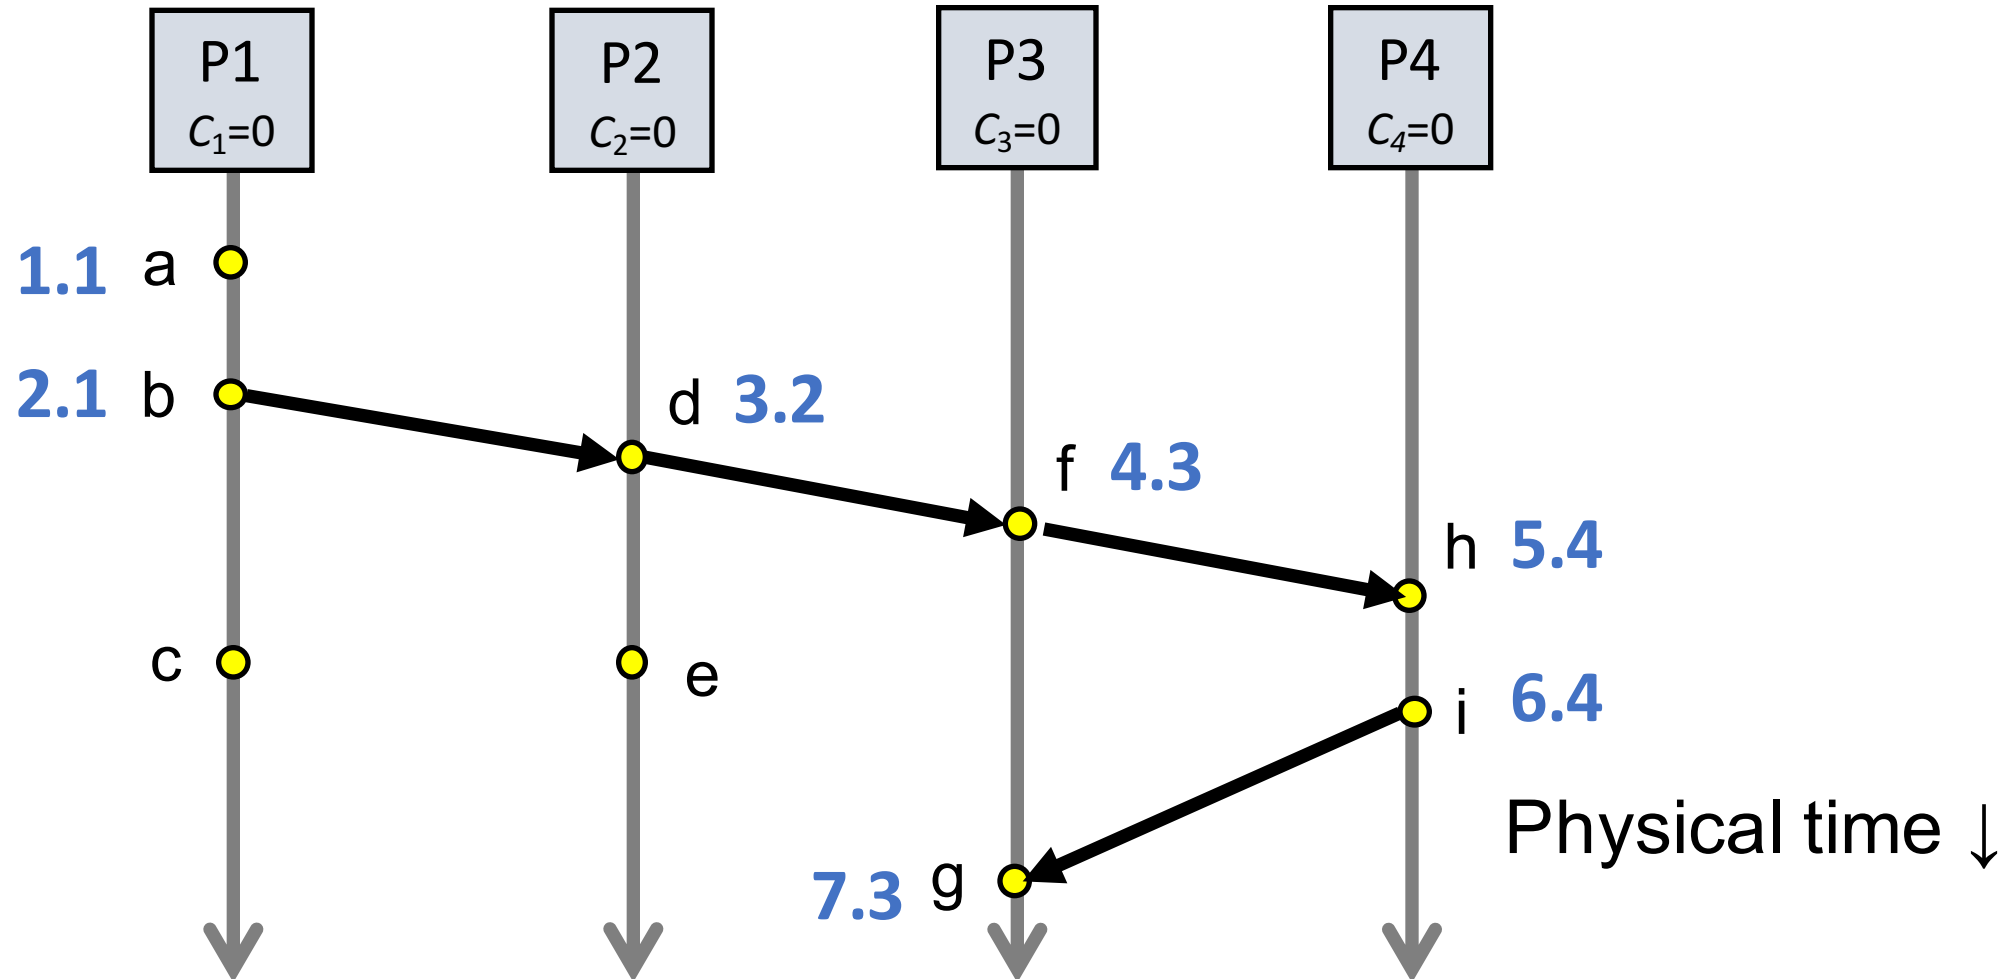 P1
C₁=0
P2
C₂=0
P3
C₃=0
P4
C₄=0
1.1 a
2.1 b
d 3.2
f 4.3
h 5.4
c
e
i 6.4
Physical time ↓
7.3 g